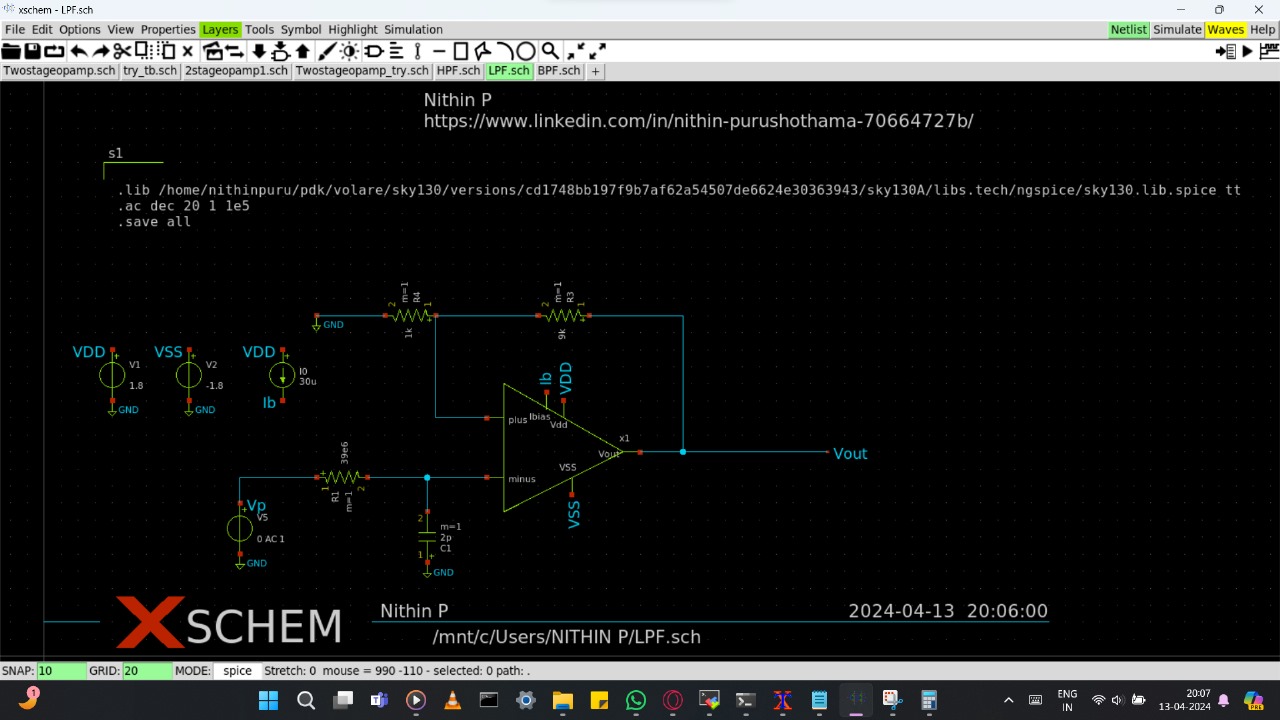 xschem - LPF.sch
File Edit Options View Properties Layers Tools Symbol Highlight Simulation Netlist Simulate Waves Help
Twostageopamp.sch try_tb.sch 2stageopamp1.sch Twostageopamp_try.sch HPF.sch LPF.sch BPF.sch +
Nithin P
https://www.linkedin.com/in/nithin-purushothama-70664727b/
s1
.lib /home/nithinpuru/pdk/volare/sky130/versions/cd1748bb197f9b7af62a54507de6624e30363943/sky130A/libs.tech/ngspice/sky130.lib.spice tt
.ac dec 20 1 1e5
.save all
2 m=1 R4 1
1k
GND
2 m=1 R3 1
9k
VDD
V1
1.8
GND
VSS
V2
-1.8
GND
VDD
I0
30u
Ib
Ib
VDD
plus
Ibias
Vdd
x1
Vout
VSS
minus
VSS
Vout
39e6
1 R1 m=1 2
Vp
V5
0 AC 1
GND
2
m=1
2p
C1
1
GND
XSCHEM
Nithin P
2024-04-13 20:06:00
/mnt/c/Users/NITHIN P/LPF.sch
SNAP: 10 GRID: 20 MODE: spice Stretch: 0 mouse = 990 -110 - selected: 0 path: .
1
ENG
IN
20:07
13-04-2024
PRE